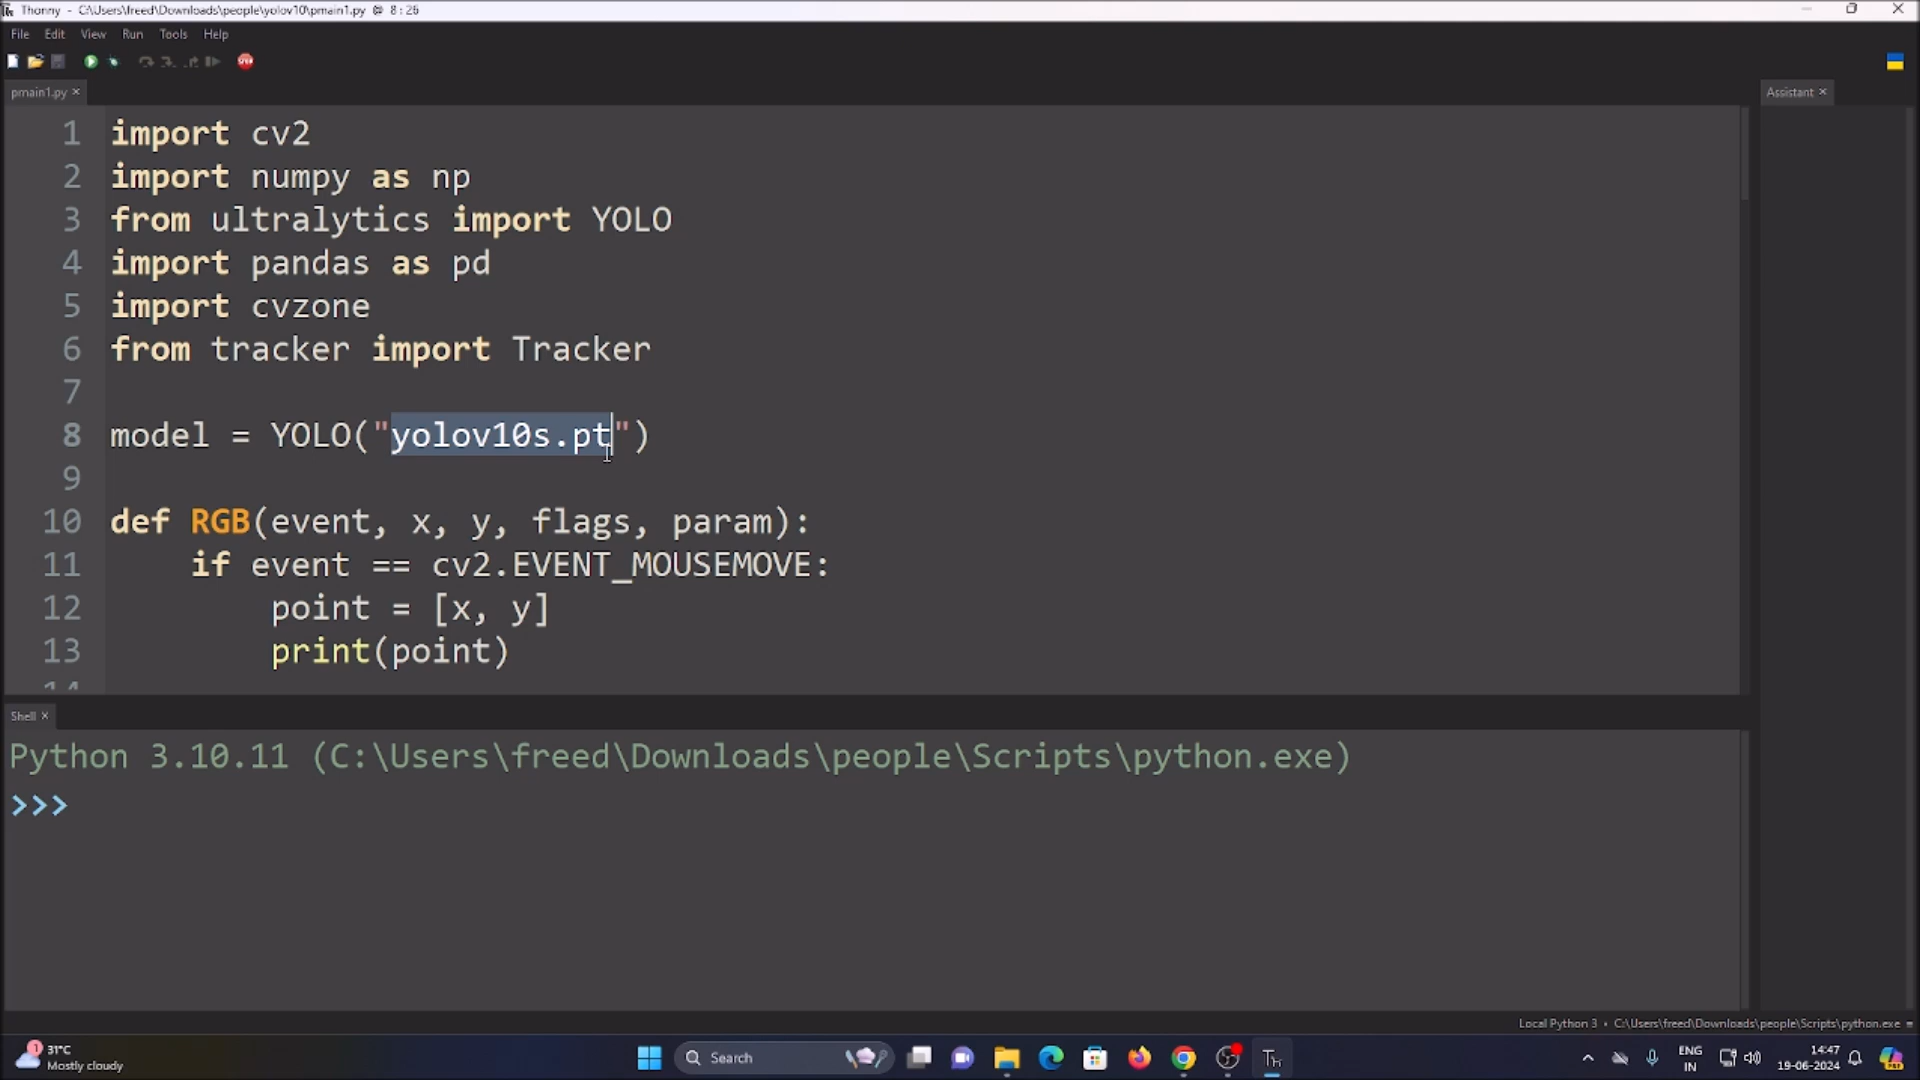 Thonny - C:\Users\freed\Downloads\people\yolov10\pmain1.py @ 8:26
File Edit View Run Tools Help
pmain1.py ×
Assistant ×
1 import cv2
2 import numpy as np
3 from ultralytics import YOLO
4 import pandas as pd
5 import cvzone
6 from tracker import Tracker
7
8 model = YOLO("yolov10s.pt")
9
10 def RGB(event, x, y, flags, param):
11 if event == cv2.EVENT_MOUSEMOVE:
12 point = [x, y]
13 print(point)
14
Shell ×
Python 3.10.11 (C:\Users\freed\Downloads\people\Scripts\python.exe)
>>>
Local Python 3 • C:\Users\freed\Downloads\people\Scripts\python.exe ≡
1
31°C
Mostly cloudy
Search
Th
ENG
IN
14:47
19-06-2024